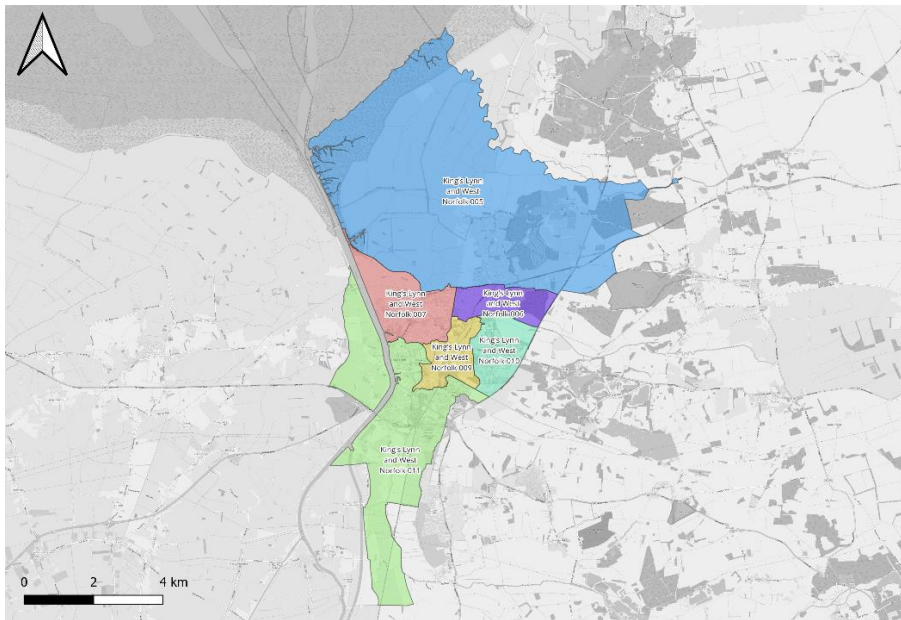 King's Lynn
and West
Norfolk 005
King's Lynn
and West
Norfolk 007
King's Lynn
and West
Norfolk 006
King's Lynn
and West
Norfolk 009
King's Lynn
and West
Norfolk 010
King's Lynn
and West
Norfolk 011
0 2 4 km